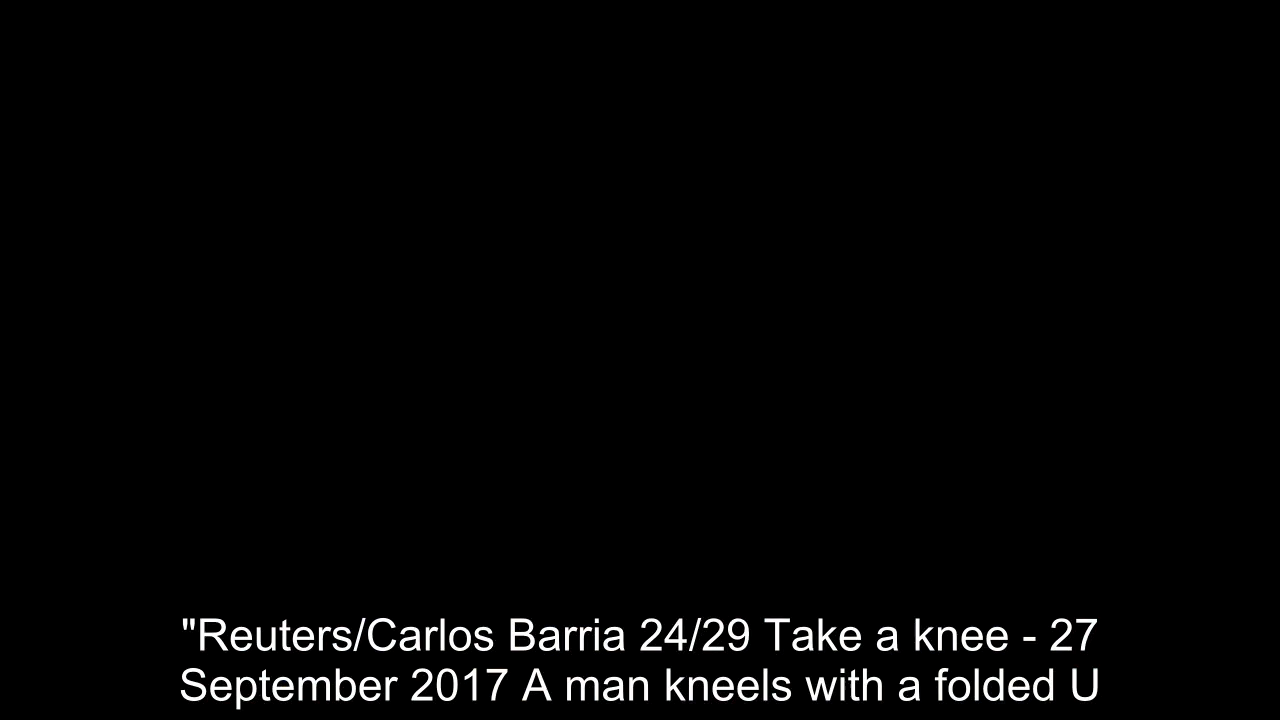 "Reuters/Carlos Barria 24/29 Take a knee - 27
September 2017 A man kneels with a folded U